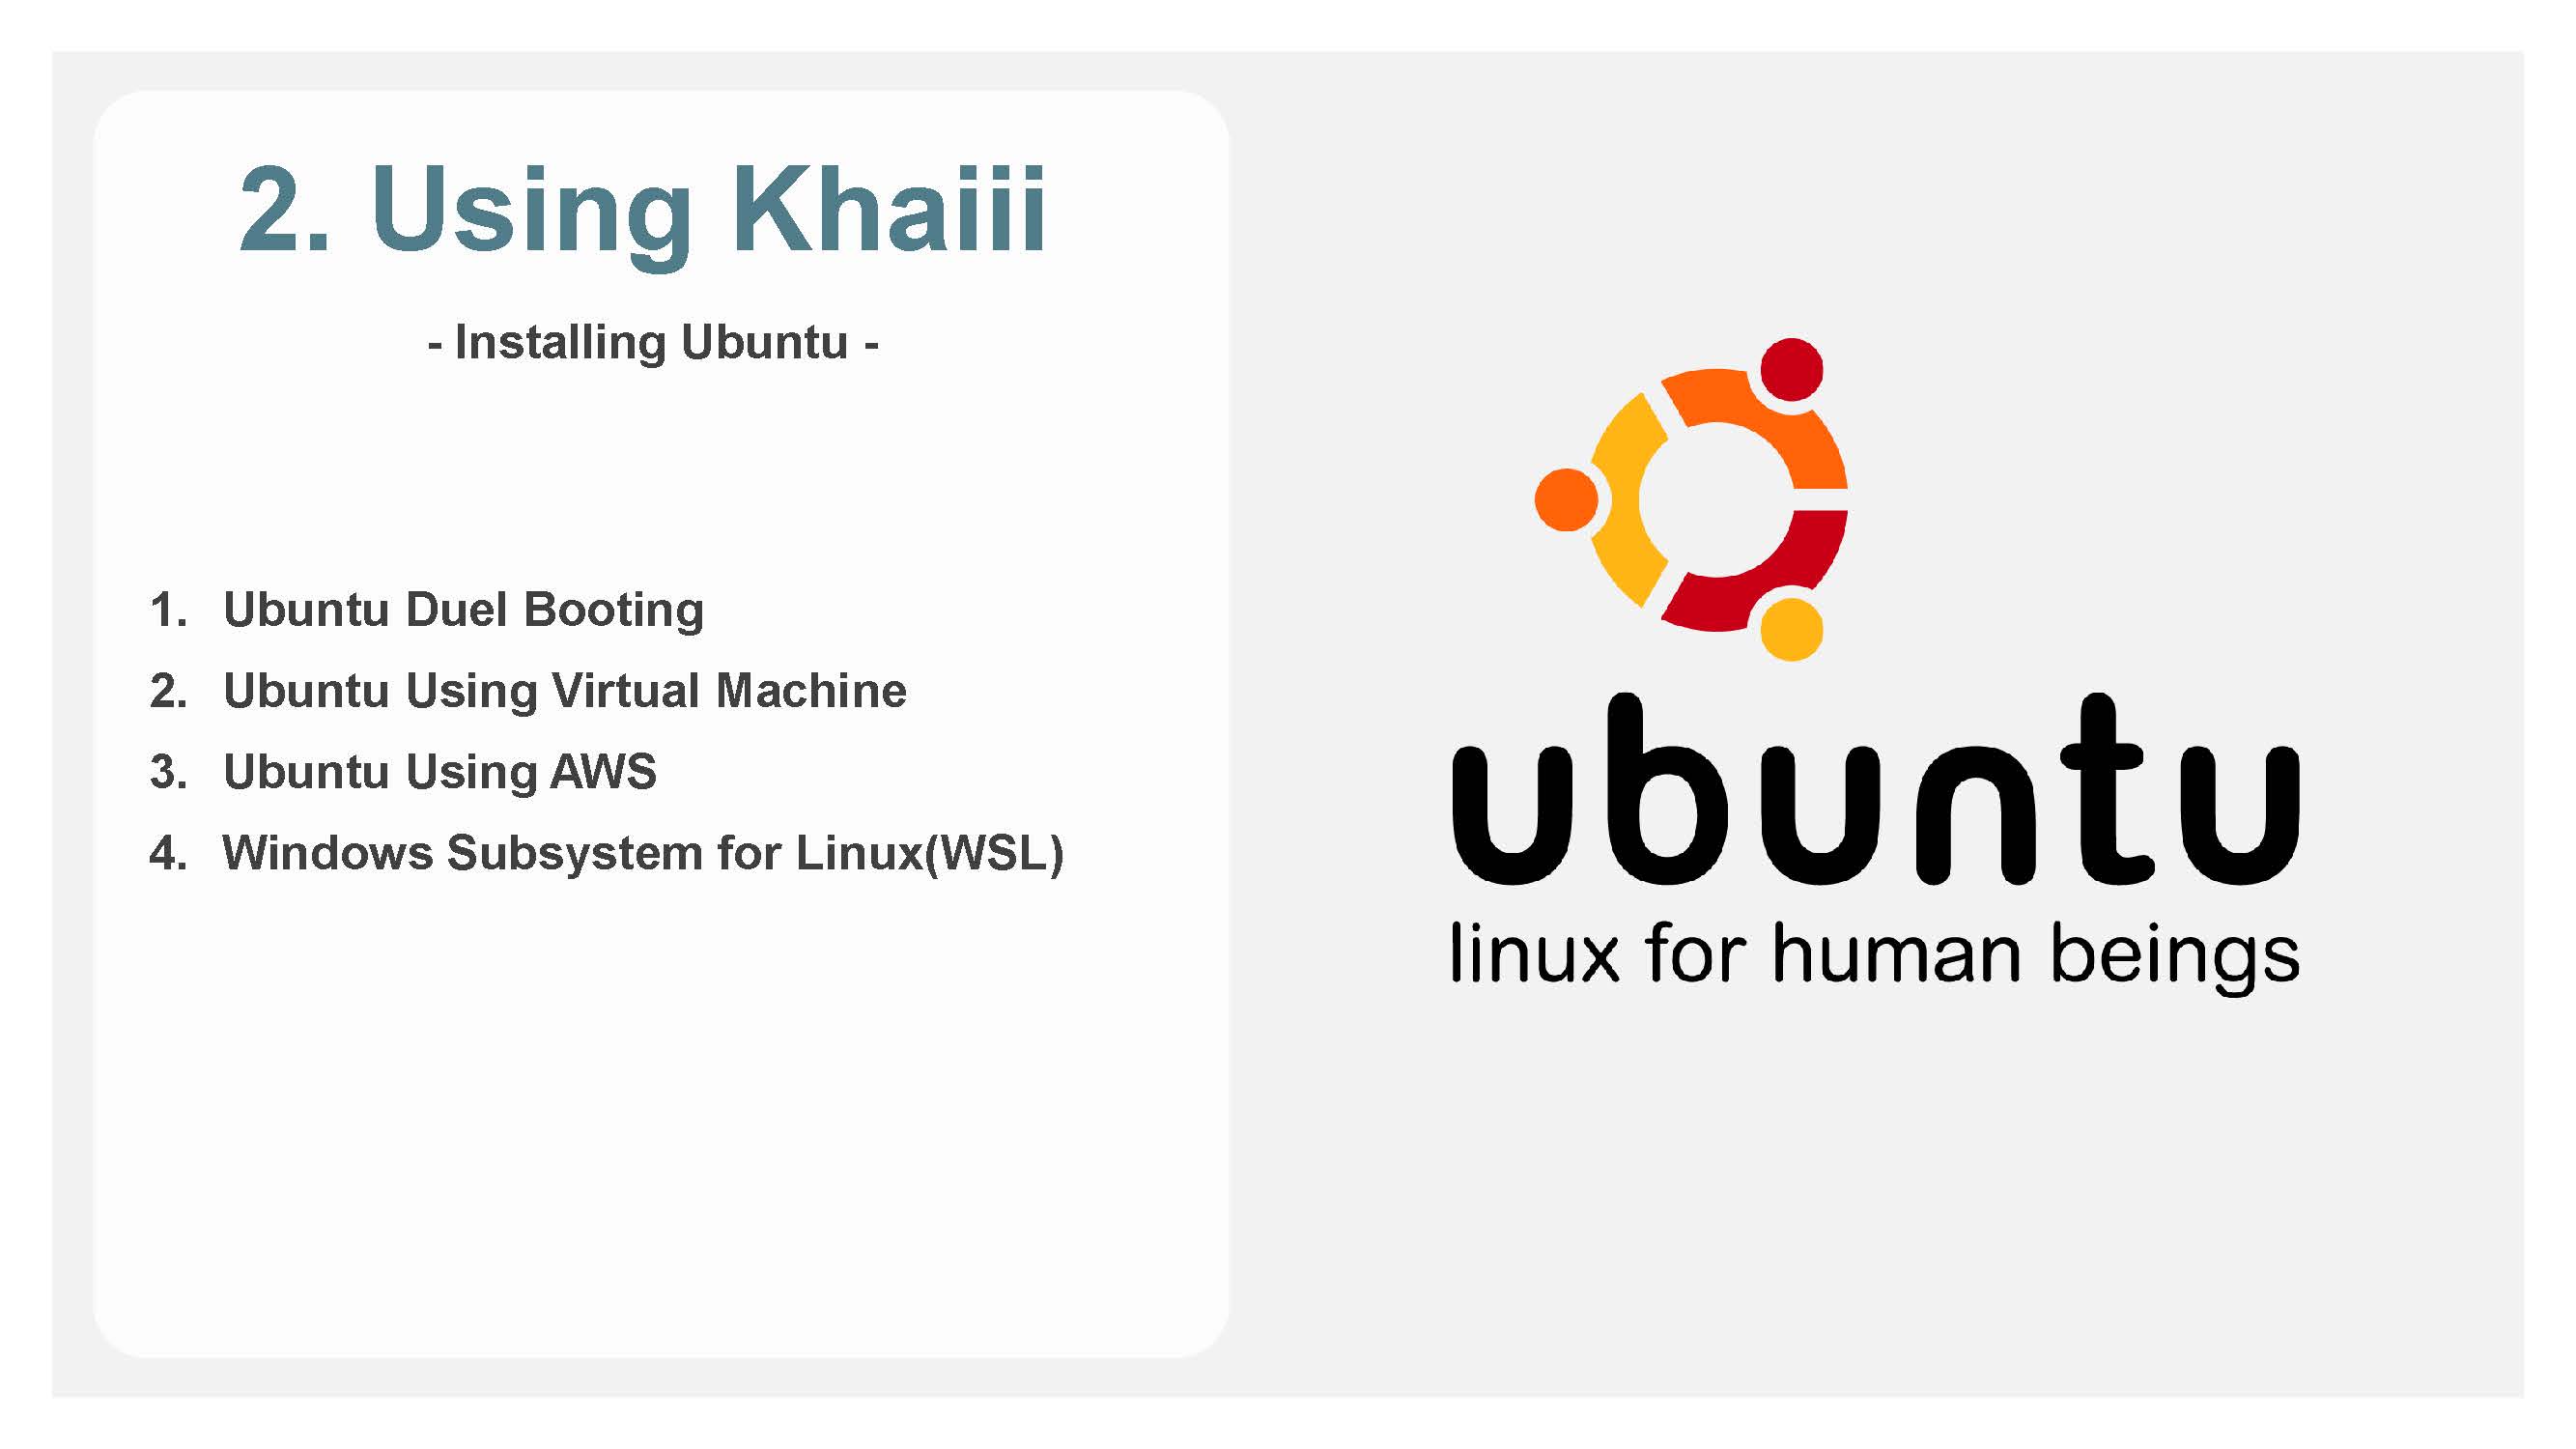 2. Using Khaiii
- Installing Ubuntu -
1. Ubuntu Duel Booting
2. Ubuntu Using Virtual Machine
3. Ubuntu Using AWS
4. Windows Subsystem for Linux(WSL)
ubuntu
linux for human beings